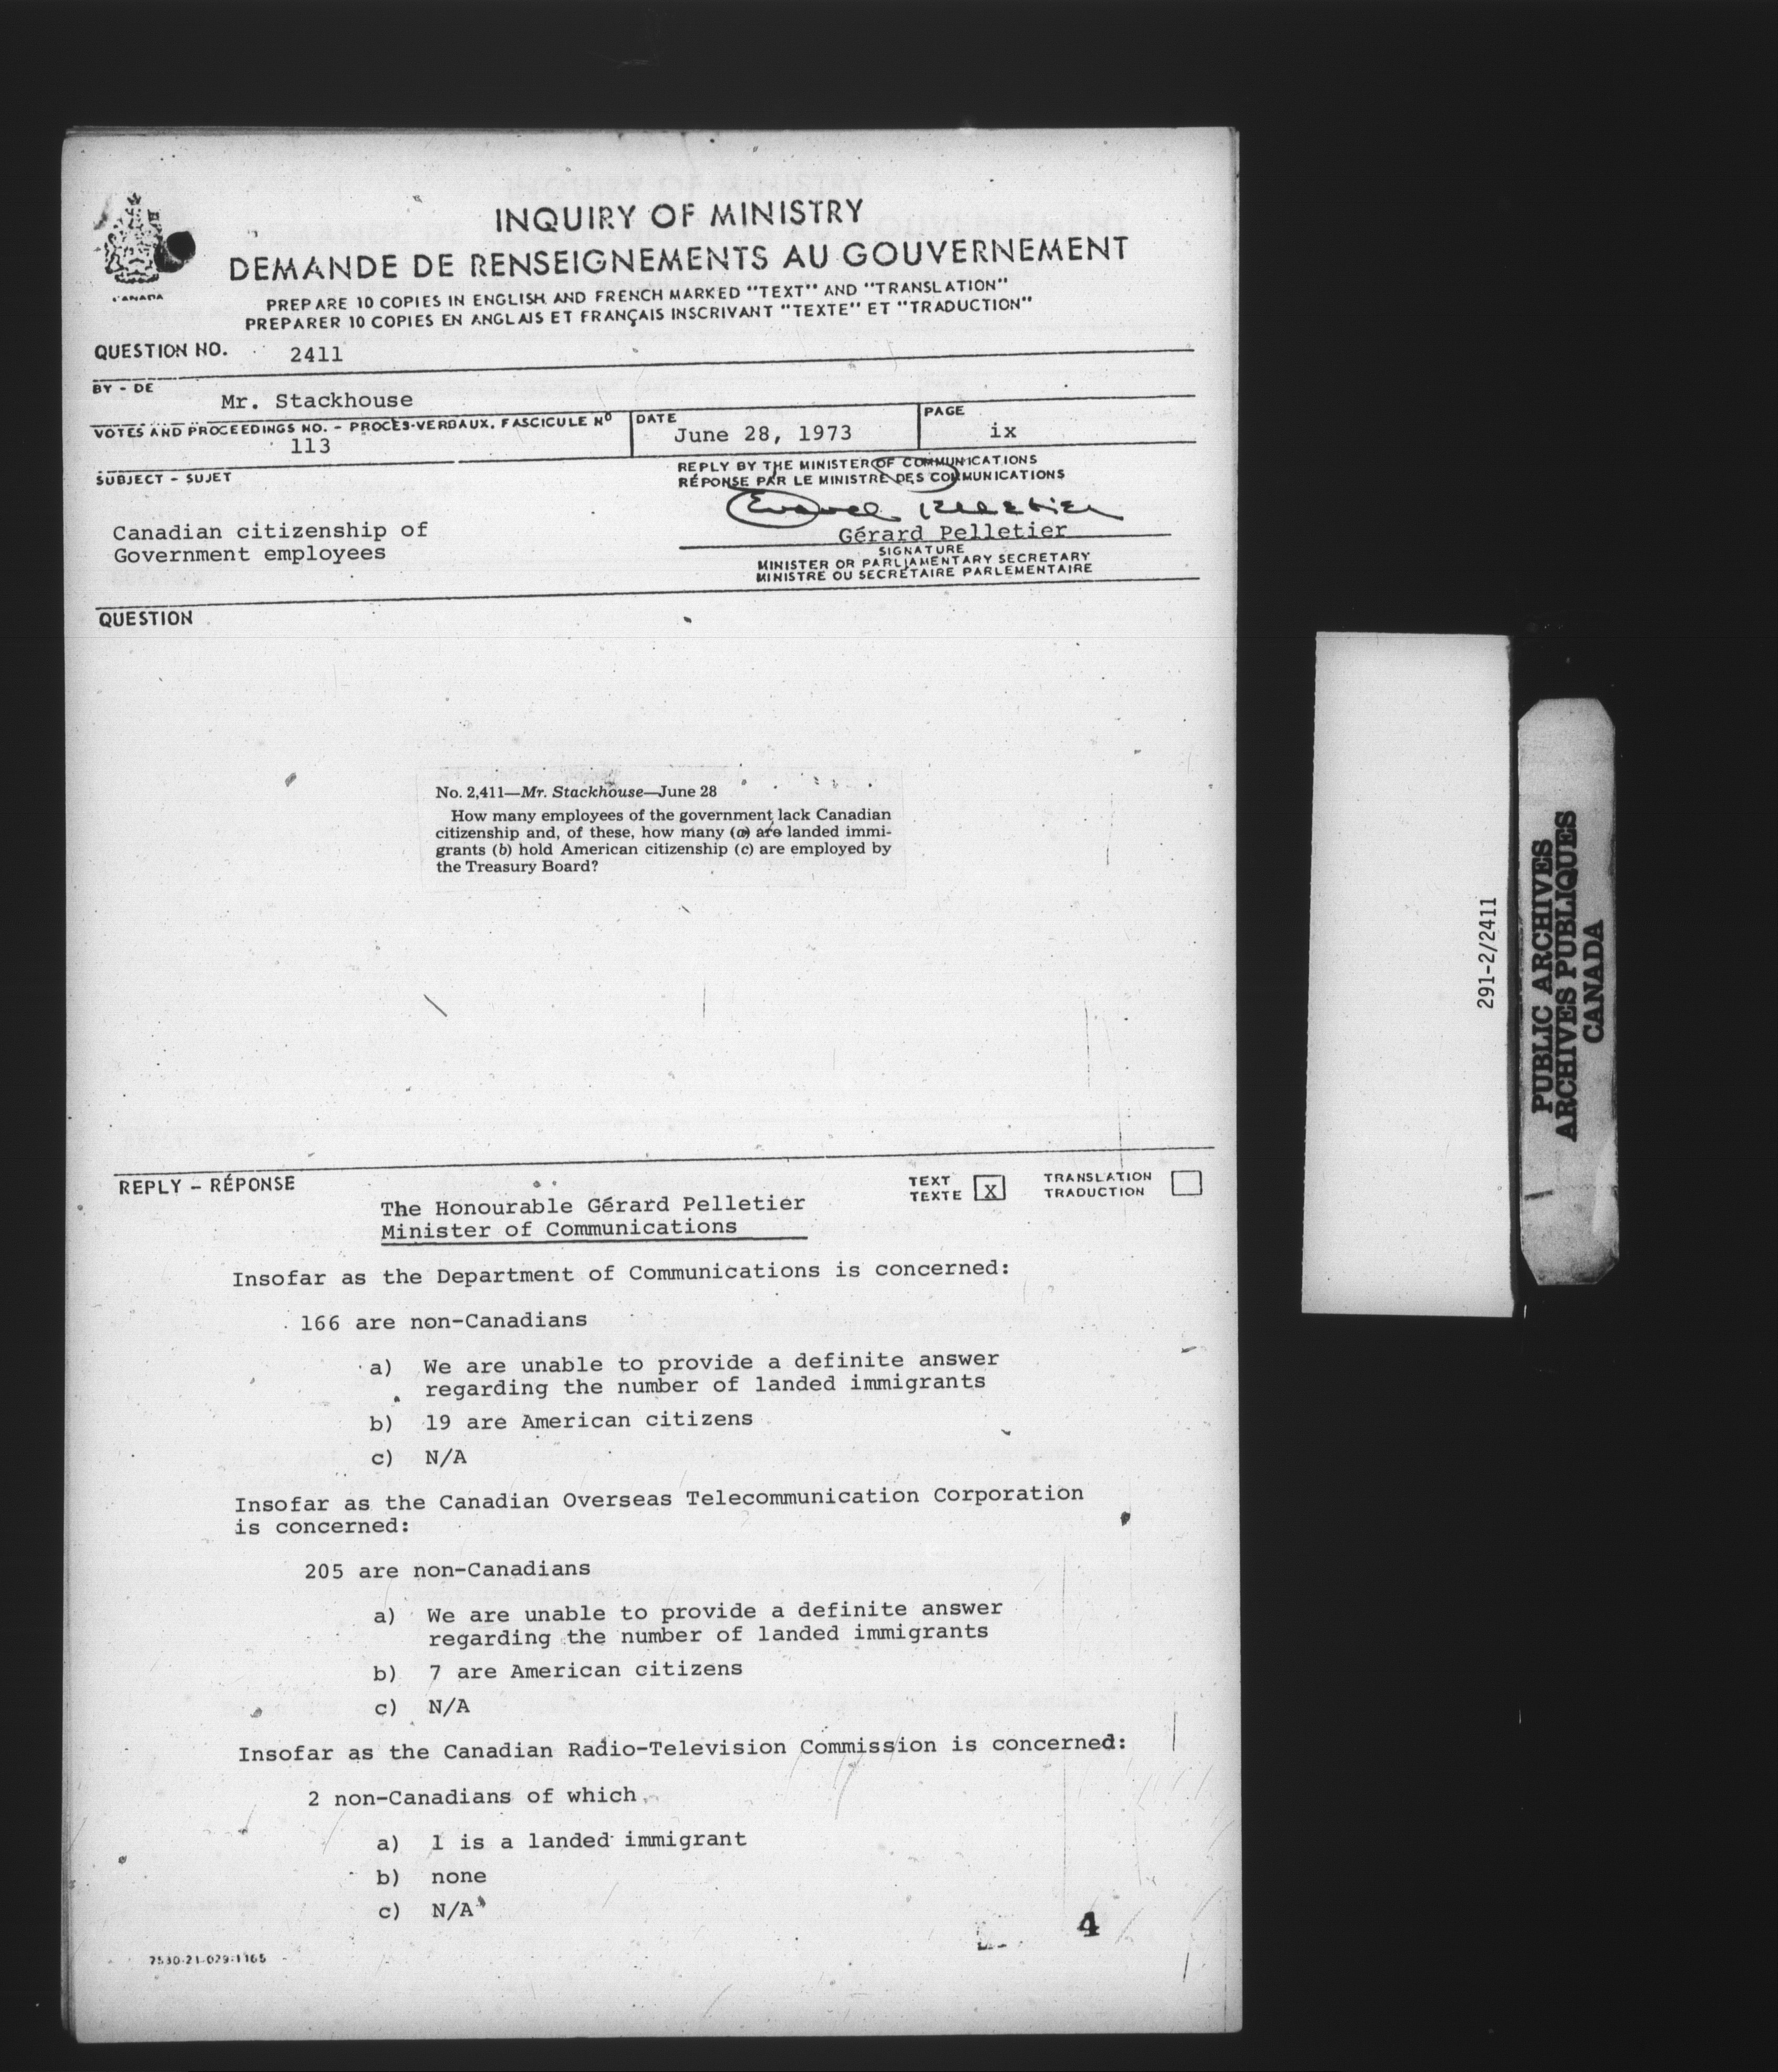 CANADA
INQUIRY OF MINISTRY
DEMANDE DE RENSEIGNEMENTS AU GOUVERNEMENT
PREPARE 10 COPIES IN ENGLISH AND FRENCH MARKED "TEXT" AND "TRANSLATION"
PREPARER 10 COPIES EN ANGLAIS ET FRANÇAIS INSCRIVANT "TEXTE" ET "TRADUCTION"
QUESTION NO. 2411
BY - DE
Mr. Stackhouse
VOTES AND PROCEEDINGS NO. - PROCÈS-VERBAUX, FASCICULE Nº
113
DATE
June 28, 1973
PAGE
ix
SUBJECT - SUJET
Canadian citizenship of
Government employees
REPLY BY THE MINISTER OF COMMUNICATIONS
RÉPONSE PAR LE MINISTRE DES COMMUNICATIONS
Gérard Pelletier
Gérard Pelletier
SIGNATURE
MINISTER OR PARLIAMENTARY SECRETARY
MINISTRE OU SECRÉTAIRE PARLEMENTAIRE
QUESTION
No. 2,411—Mr. Stackhouse—June 28
How many employees of the government lack Canadian
citizenship and, of these, how many (a) are landed immi-
grants (b) hold American citizenship (c) are employed by
the Treasury Board?
REPLY - RÉPONSE
TEXT
TEXTE X
TRANSLATION
TRADUCTION
The Honourable Gérard Pelletier
Minister of Communications
Insofar as the Department of Communications is concerned:
166 are non-Canadians
a) We are unable to provide a definite answer
regarding the number of landed immigrants
b) 19 are American citizens
c) N/A
Insofar as the Canadian Overseas Telecommunication Corporation
is concerned:
205 are non-Canadians
a) We are unable to provide a definite answer
regarding the number of landed immigrants
b) 7 are American citizens
c) N/A
Insofar as the Canadian Radio-Television Commission is concerned:
2 non-Canadians of which
a) 1 is a landed immigrant
b) none
c) N/A
4
7530-21-029-1165
291-2/2411
PUBLIC ARCHIVES
ARCHIVES PUBLIQUES
CANADA